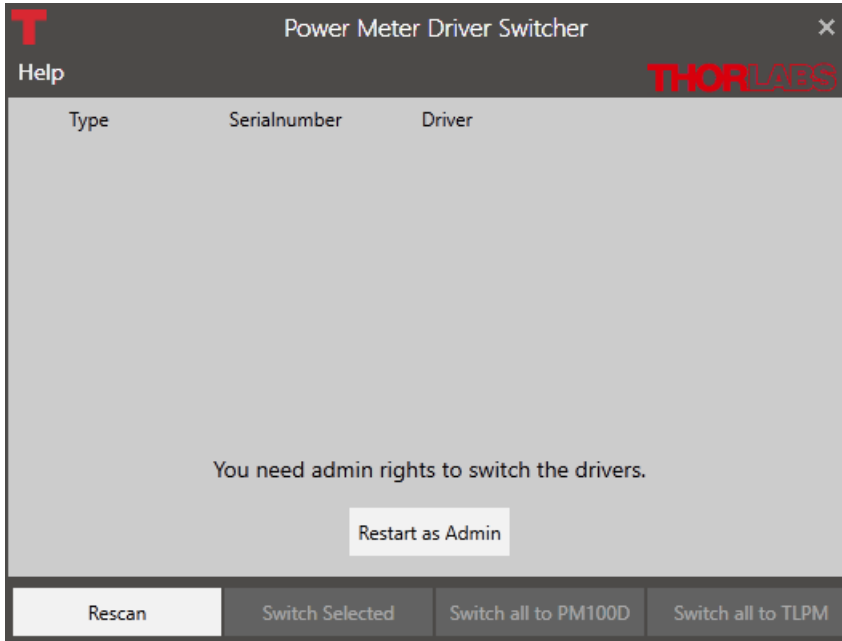 Power Meter Driver Switcher ×
Help THORLABS
Type Serialnumber Driver
You need admin rights to switch the drivers.
Restart as Admin
Rescan Switch Selected Switch all to PM100D Switch all to TLPM